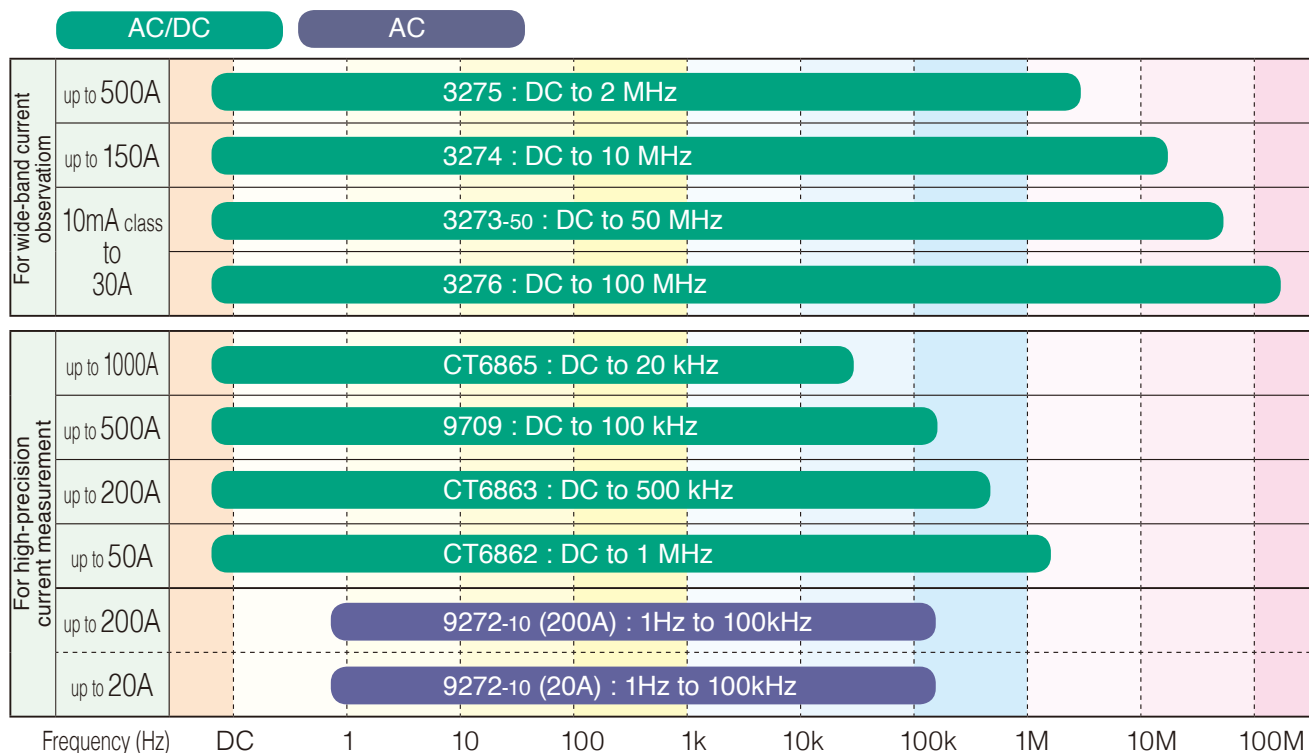 AC/DC
AC
For wide-band current
observatiom
up to 500A
3275 : DC to 2 MHz
up to 150A
3274 : DC to 10 MHz
10mA class
to
30A
3273-50 : DC to 50 MHz
3276 : DC to 100 MHz
For high-precision
current measurement
up to 1000A
CT6865 : DC to 20 kHz
up to 500A
9709 : DC to 100 kHz
up to 200A
CT6863 : DC to 500 kHz
up to 50A
CT6862 : DC to 1 MHz
up to 200A
9272-10 (200A) : 1Hz to 100kHz
up to 20A
9272-10 (20A) : 1Hz to 100kHz
Frequency (Hz) DC 1 10 100 1k 10k 100k 1M 10M 100M